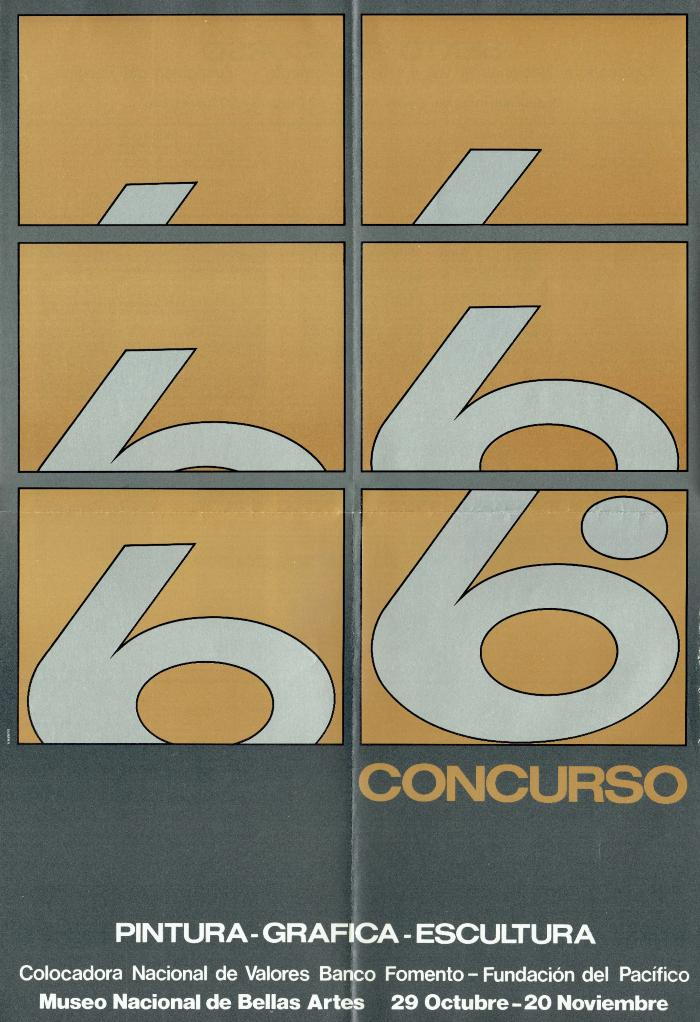 6°
CONCURSO
PINTURA-GRAFICA-ESCULTURA
Colocadora Nacional de Valores Banco Fomento – Fundación del Pacífico
Museo Nacional de Bellas Artes 29 Octubre – 20 Noviembre